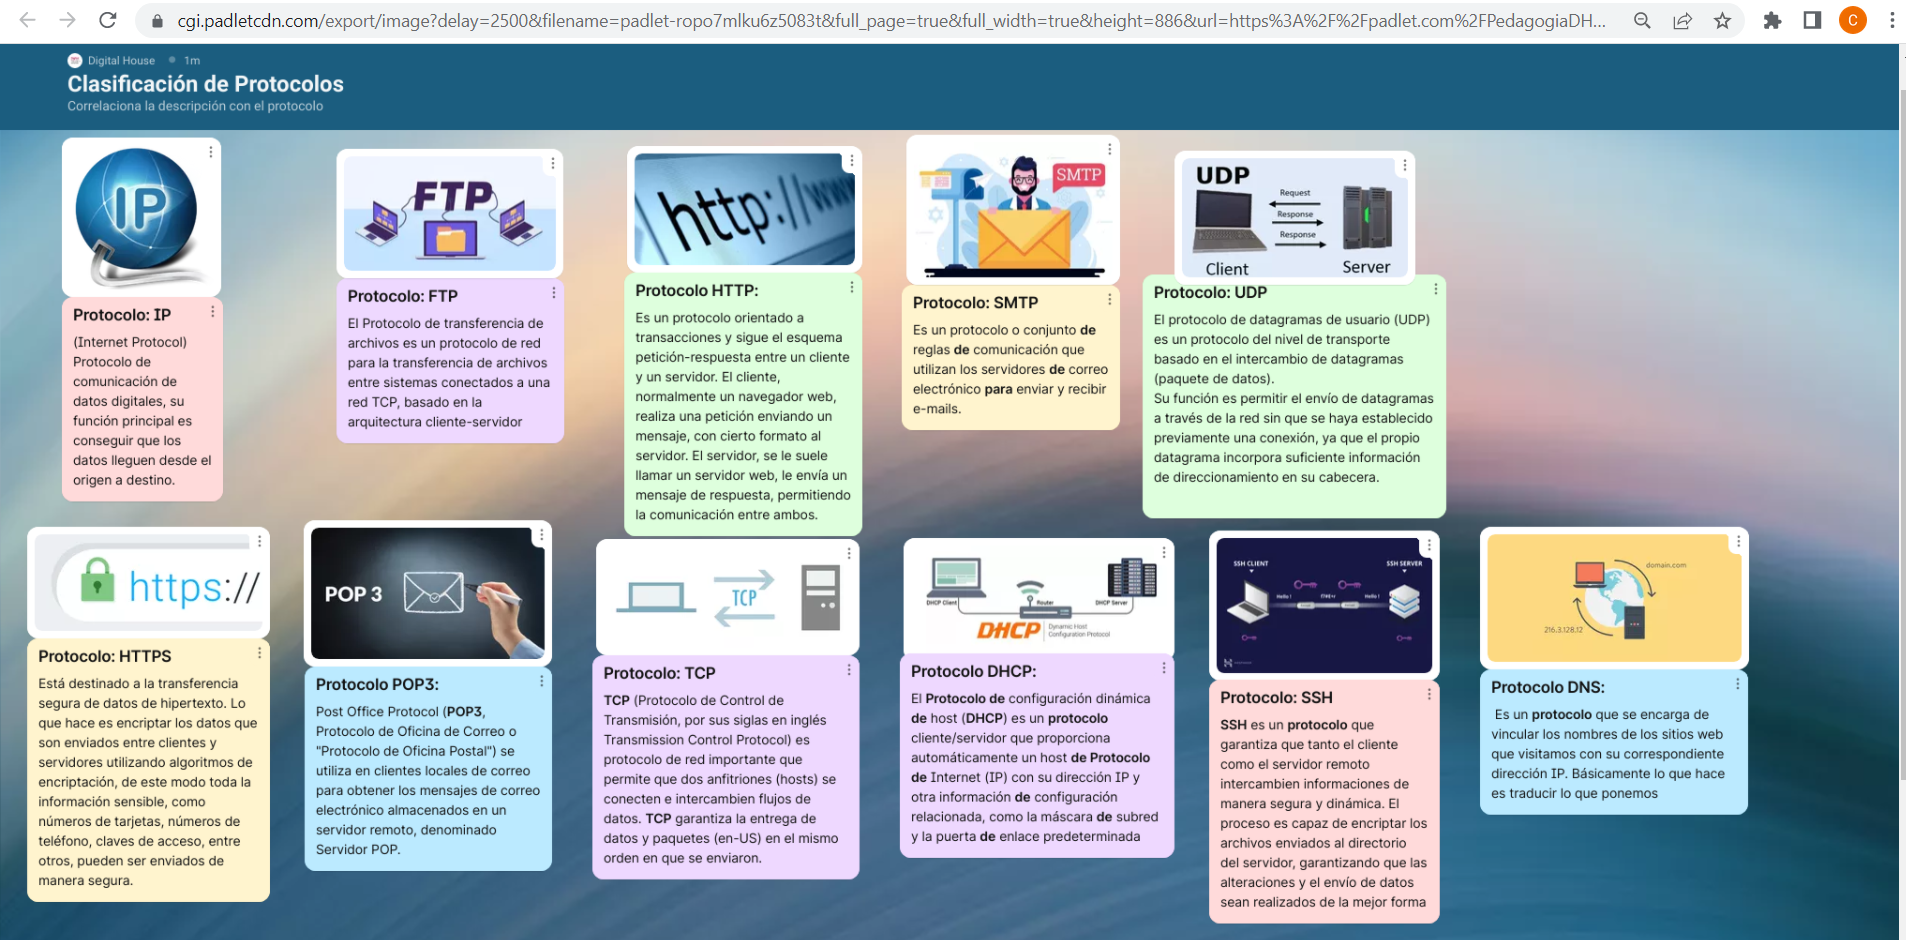 cgi.padletcdn.com/export/image?delay=2500&filename=padlet-ropo7mlku6z5083t&full_page=true&full_width=true&height=886&url=https%3A%2F%2Fpadlet.com%2FPedagogiaDH...
C
Digital House • 1m
Clasificación de Protocolos
Correlaciona la descripción con el protocolo
IP
Protocolo: IP
(Internet Protocol)
Protocolo de
comunicación de
datos digitales, su
función principal es
conseguir que los
datos lleguen desde el
origen a destino.
FTP
Protocolo: FTP
El Protocolo de transferencia de
archivos es un protocolo de red
para la transferencia de archivos
entre sistemas conectados a una
red TCP, basado en la
arquitectura cliente-servidor
http://www
Protocolo HTTP:
Es un protocolo orientado a
transacciones y sigue el esquema
petición-respuesta entre un cliente
y un servidor. El cliente,
normalmente un navegador web,
realiza una petición enviando un
mensaje, con cierto formato al
servidor. El servidor, se le suele
llamar un servidor web, le envía un
mensaje de respuesta, permitiendo
la comunicación entre ambos.
SMTP
Protocolo: SMTP
Es un protocolo o conjunto de
reglas de comunicación que
utilizan los servidores de correo
electrónico para enviar y recibir
e-mails.
UDP
Request
Response
Response
Client
Server
Protocolo: UDP
El protocolo de datagramas de usuario (UDP)
es un protocolo del nivel de transporte
basado en el intercambio de datagramas
(paquete de datos).
Su función es permitir el envío de datagramas
a través de la red sin que se haya establecido
previamente una conexión, ya que el propio
datagrama incorpora suficiente información
de direccionamiento en su cabecera.
https://
Protocolo: HTTPS
Está destinado a la transferencia
segura de datos de hipertexto. Lo
que hace es encriptar los datos que
son enviados entre clientes y
servidores utilizando algoritmos de
encriptación, de este modo toda la
información sensible, como
números de tarjetas, números de
teléfono, claves de acceso, entre
otros, pueden ser enviados de
manera segura.
POP 3
Protocolo POP3:
Post Office Protocol (POP3,
Protocolo de Oficina de Correo o
"Protocolo de Oficina Postal") se
utiliza en clientes locales de correo
para obtener los mensajes de correo
electrónico almacenados en un
servidor remoto, denominado
Servidor POP.
TCP
Protocolo: TCP
TCP (Protocolo de Control de
Transmisión, por sus siglas en inglés
Transmission Control Protocol) es
protocolo de red importante que
permite que dos anfitriones (hosts) se
conecten e intercambien flujos de
datos. TCP garantiza la entrega de
datos y paquetes (en-US) en el mismo
orden en que se enviaron.
DHCP Client
Router
DHCP Server
DHCP
Dynamic Host
Configuration Protocol
Protocolo DHCP:
El Protocolo de configuración dinámica
de host (DHCP) es un protocolo
cliente/servidor que proporciona
automáticamente un host de Protocolo
de Internet (IP) con su dirección IP y
otra información de configuración
relacionada, como la máscara de subred
y la puerta de enlace predeterminada
SSH CLIENT
SSH SERVER
Hello !
Hello !
Protocolo: SSH
SSH es un protocolo que
garantiza que tanto el cliente
como el servidor remoto
intercambien informaciones de
manera segura y dinámica. El
proceso es capaz de encriptar los
archivos enviados al directorio
del servidor, garantizando que las
alteraciones y el envío de datos
sean realizados de la mejor forma
domain.com
216.3.128.12
Protocolo DNS:
Es un protocolo que se encarga de
vincular los nombres de los sitios web
que visitamos con su correspondiente
dirección IP. Básicamente lo que hace
es traducir lo que ponemos